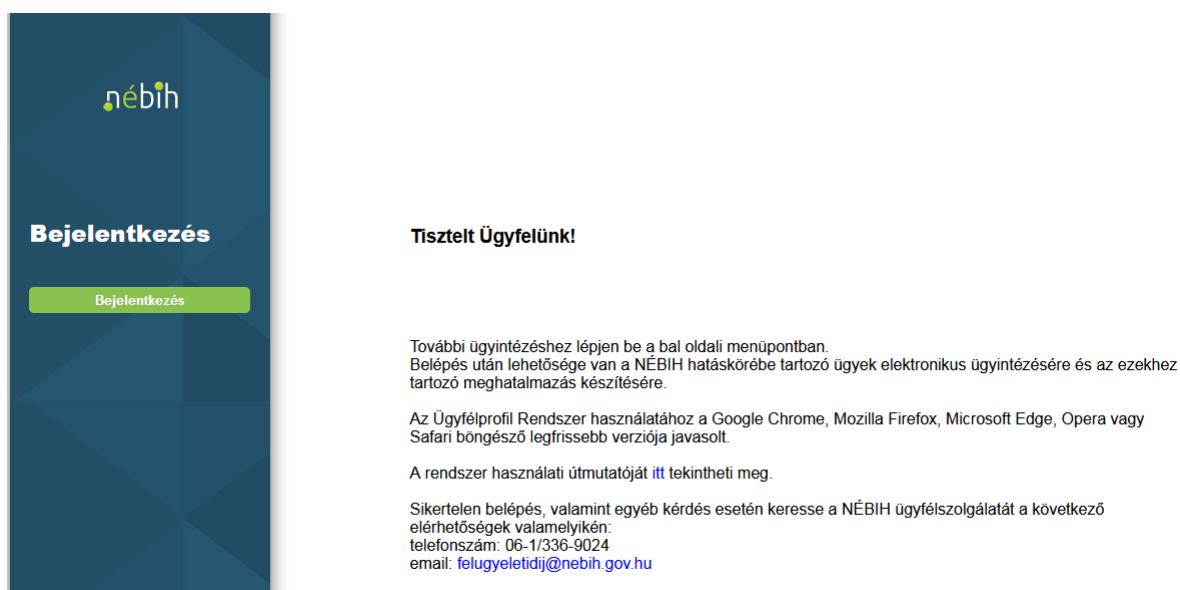 nébih
Bejelentkezés
Bejelentkezés
Tisztelt Ügyfelünk!
További ügyintézéshez lépjen be a bal oldali menüpontban.
Belépés után lehetősége van a NÉBIH hatáskörébe tartozó ügyek elektronikus ügyintézésére és az ezekhez
tartozó meghatalmazás készítésére.
Az Ügyfélprofil Rendszer használatához a Google Chrome, Mozilla Firefox, Microsoft Edge, Opera vagy
Safari böngésző legfrissebb verziója javasolt.
A rendszer használati útmutatóját itt tekintheti meg.
Sikertelen belépés, valamint egyéb kérdés esetén keresse a NÉBIH ügyfélszolgálatát a következő
elérhetőségek valamelyikén:
telefonszám: 06-1/336-9024
email: felugyeletidij@nebih.gov.hu